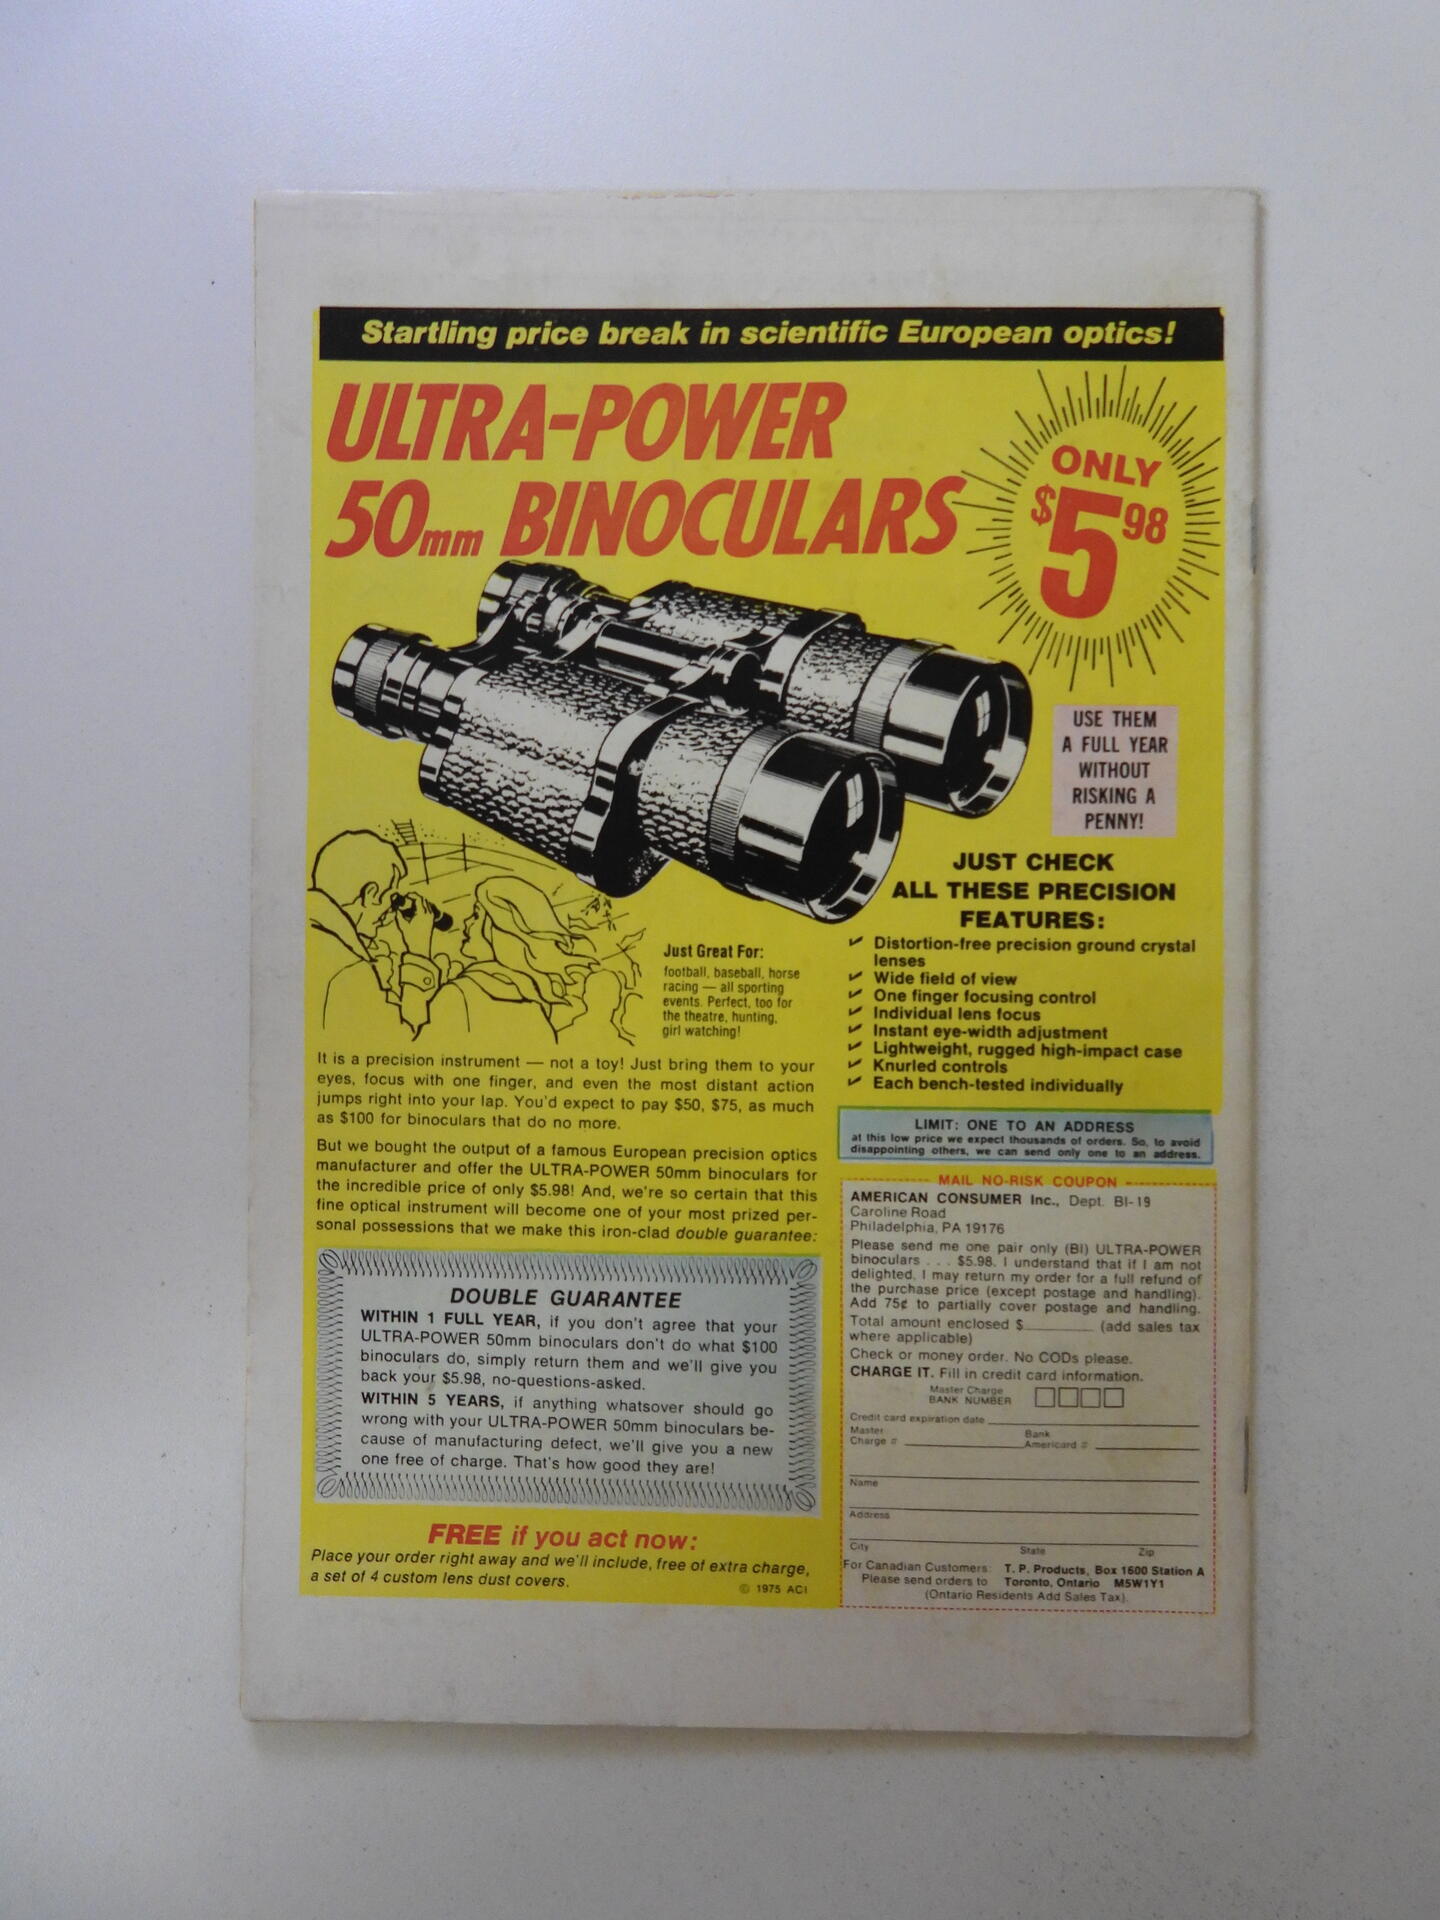 Startling price break in scientific European optics!
ULTRA-POWER
50mm BINOCULARS
ONLY
$5.98
USE THEM
A FULL YEAR
WITHOUT
RISKING A
PENNY!
JUST CHECK
ALL THESE PRECISION
FEATURES:
Distortion-free precision ground crystal
lenses
Wide field of view
One finger focusing control
Individual lens focus
Instant eye-width adjustment
Lightweight, rugged high-impact case
Knurled controls
Each bench-tested individually
Just Great For:
football, baseball, horse
racing — all sporting
events. Perfect, too for
the theatre, hunting,
girl watching!
It is a precision instrument — not a toy! Just bring them to your
eyes, focus with one finger, and even the most distant action
jumps right into your lap. You'd expect to pay $50, $75, as much
as $100 for binoculars that do no more.
But we bought the output of a famous European precision optics
manufacturer and offer the ULTRA-POWER 50mm binoculars for
the incredible price of only $5.98! And, we're so certain that this
fine optical instrument will become one of your most prized per-
sonal possessions that we make this iron-clad double guarantee:
DOUBLE GUARANTEE
WITHIN 1 FULL YEAR, if you don't agree that your
ULTRA-POWER 50mm binoculars don't do what $100
binoculars do, simply return them and we'll give you
back your $5.98, no-questions-asked.
WITHIN 5 YEARS, if anything whatsoever should go
wrong with your ULTRA-POWER 50mm binoculars be-
cause of manufacturing defect, we'll give you a new
one free of charge. That's how good they are!
FREE if you act now:
Place your order right away and we'll include, free of extra charge,
a set of 4 custom lens dust covers.
© 1975 ACI
LIMIT: ONE TO AN ADDRESS
at this low price we expect thousands of orders. So, to avoid
disappointing others, we can send only one to an address.
MAIL NO-RISK COUPON
AMERICAN CONSUMER Inc., Dept. BI-19
Caroline Road
Philadelphia, PA 19176
Please send me one pair only (BI) ULTRA-POWER
binoculars . . . $5.98. I understand that if I am not
delighted, I may return my order for a full refund of
the purchase price (except postage and handling).
Add 75¢ to partially cover postage and handling.
Total amount enclosed $________ (add sales tax
where applicable)
Check or money order. No CODs please.
CHARGE IT. Fill in credit card information.
Master Charge
BANK NUMBER
Credit card expiration date
Master
Charge #
Bank
Americard #
Name
Address
City State Zip
For Canadian Customers: T. P. Products, Box 1600 Station A
Please send orders to Toronto, Ontario M5W1Y1
(Ontario Residents Add Sales Tax).